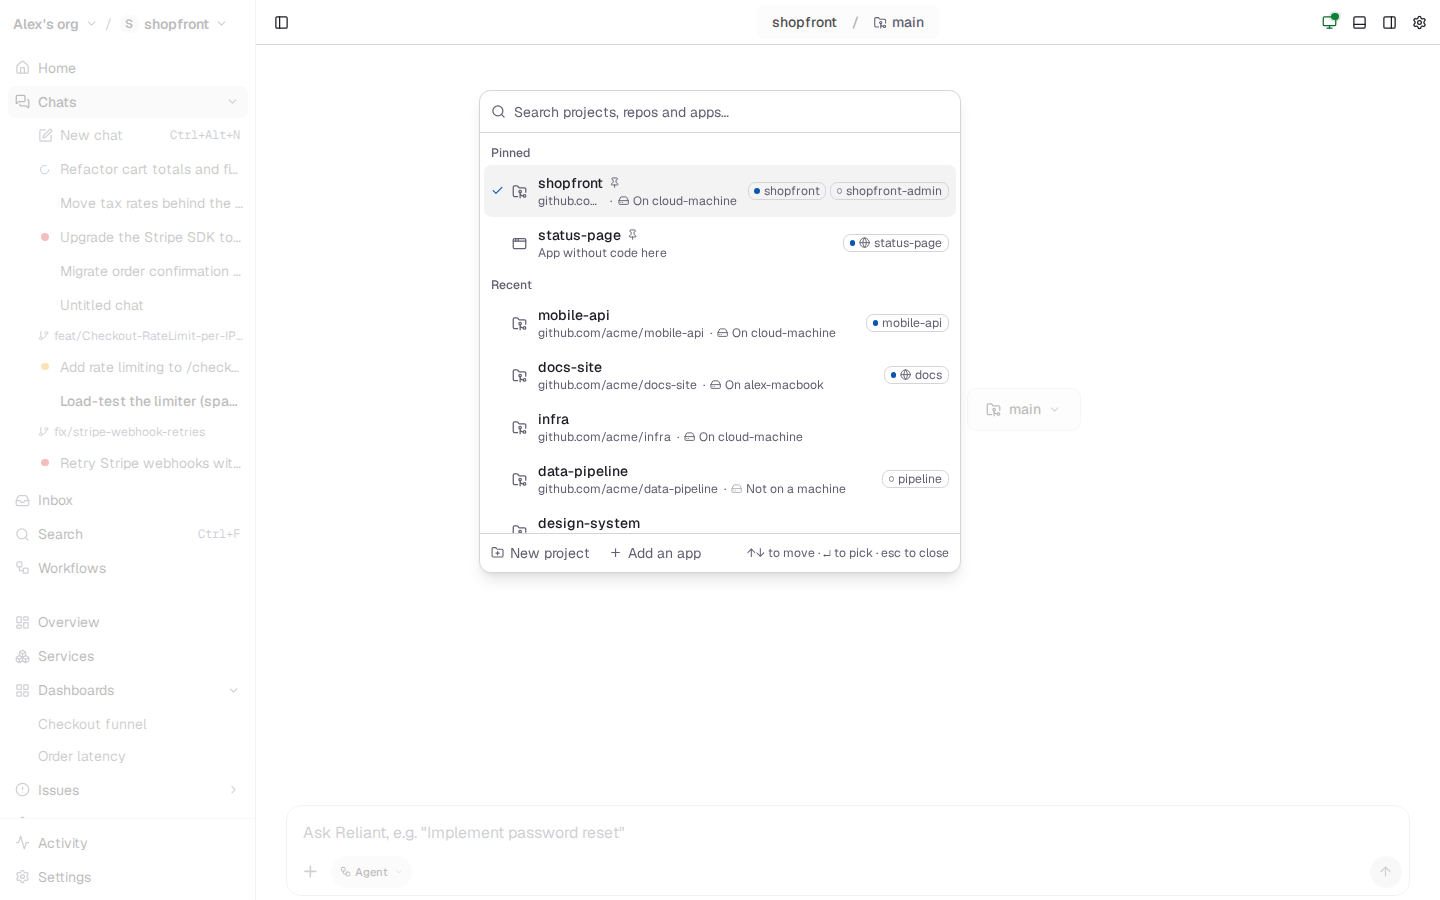 Alex's org / S shopfront
shopfront / main
Home
Chats
New chat Ctrl+Alt+N
Refactor cart totals and fi...
Move tax rates behind the ...
Upgrade the Stripe SDK to...
Migrate order confirmation ...
Untitled chat
feat/Checkout-RateLimit-per-IP...
Add rate limiting to /check...
Load-test the limiter (spa...
fix/stripe-webhook-retries
Retry Stripe webhooks wit...
Inbox
Search Ctrl+F
Workflows
Overview
Services
Dashboards
Checkout funnel
Order latency
Issues
Activity
Settings
Search projects, repos and apps...
Pinned
shopfront
github.co... · On cloud-machine
shopfront shopfront-admin
status-page
App without code here
status-page
Recent
mobile-api
github.com/acme/mobile-api · On cloud-machine
mobile-api
docs-site
github.com/acme/docs-site · On alex-macbook
docs
infra
github.com/acme/infra · On cloud-machine
data-pipeline
github.com/acme/data-pipeline · Not on a machine
pipeline
design-system
New project + Add an app ↑↓ to move · ↵ to pick · esc to close
main
Ask Reliant, e.g. "Implement password reset"
Agent